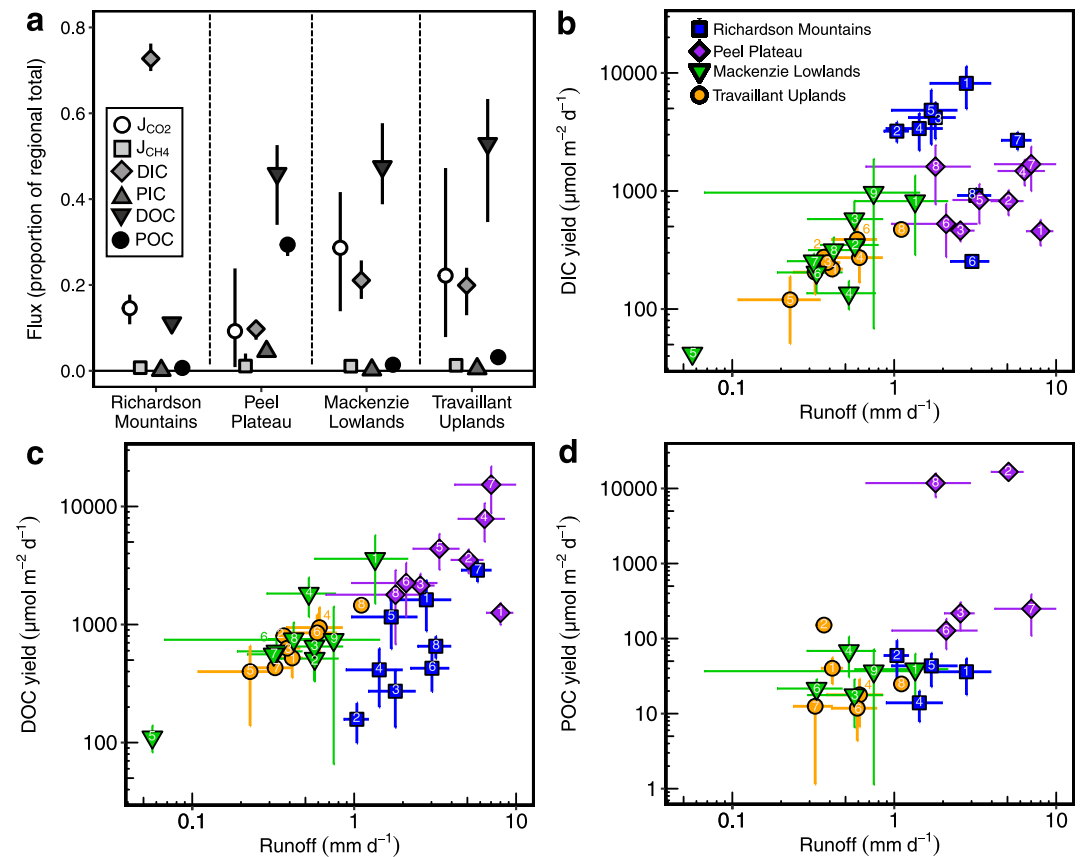 a
Flux (proportion of regional total)
0.8
0.6
0.4
0.2
0.0
J_CO2
J_CH4
DIC
PIC
DOC
POC
Richardson
Mountains
Peel
Plateau
Mackenzie
Lowlands
Travaillant
Uplands
b
Richardson Mountains
Peel Plateau
Mackenzie Lowlands
Travaillant Uplands
DIC yield (μmol m⁻² d⁻¹)
10000
1000
100
0.1
1
10
Runoff (mm d⁻¹)
c
DOC yield (μmol m⁻² d⁻¹)
10000
1000
100
0.1
1
10
Runoff (mm d⁻¹)
d
POC yield (μmol m⁻² d⁻¹)
10000
1000
100
10
1
0.1
1
10
Runoff (mm d⁻¹)